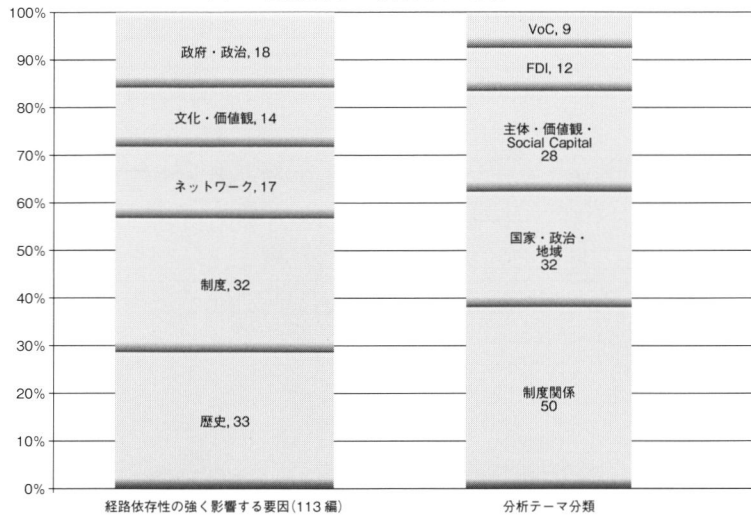 100%
90%
80%
70%
60%
50%
40%
30%
20%
10%
0%
政府・政治, 18
文化・価値観, 14
ネットワーク, 17
制度, 32
歴史, 33
経路依存性の強く影響する要因(113 編)
VoC, 9
FDI, 12
主体・価値観・
Social Capital
28
国家・政治・
地域
32
制度関係
50
分析テーマ分類